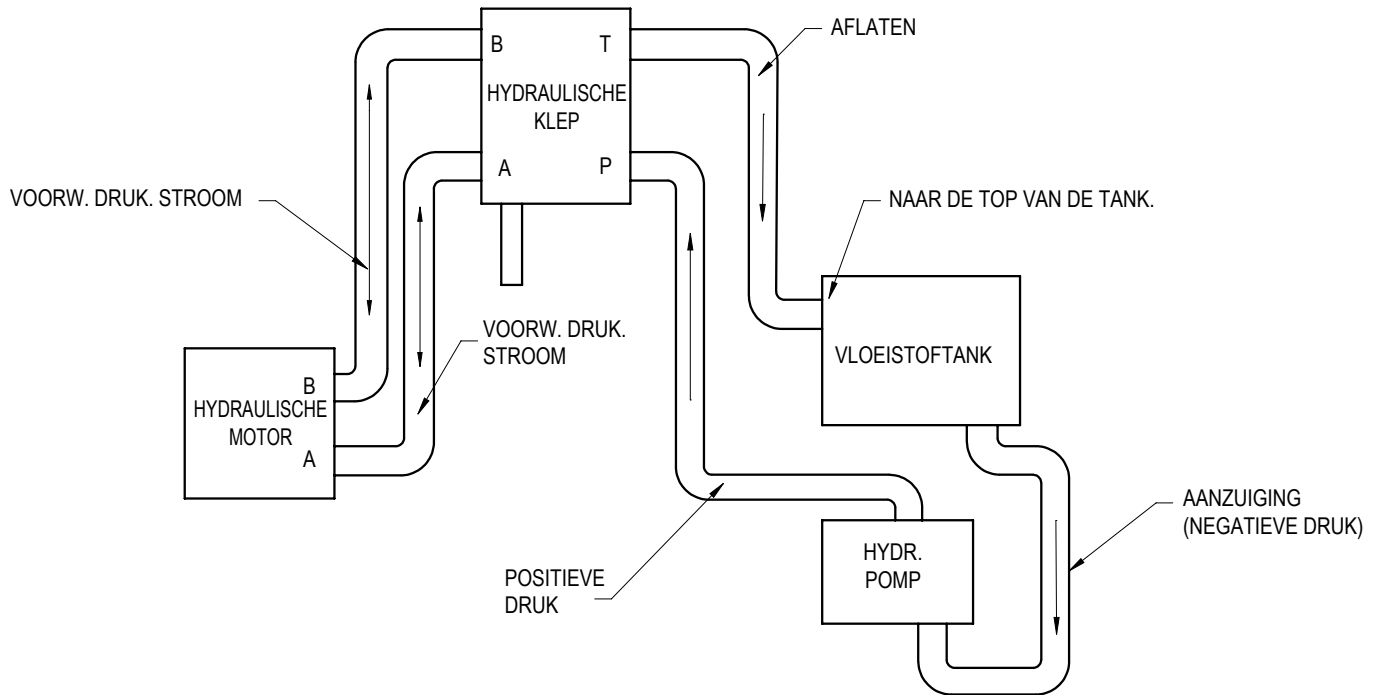 AFLATEN
B
T
HYDRAULISCHE
KLEP
A
P
VOORW. DRUK. STROOM
NAAR DE TOP VAN DE TANK.
VOORW. DRUK.
STROOM
VLOEISTOFTANK
B
HYDRAULISCHE
MOTOR
A
AANZUIGING
(NEGATIEVE DRUK)
HYDR.
POMP
POSITIEVE
DRUK